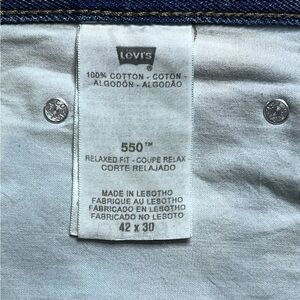 Levi's
100% COTTON - COTON -
ALGODÓN - ALGODÃO
550™
RELAXED FIT - COUPE RELAX
CORTE RELAJADO
MADE IN LESOTHO
FABRIQUE AU LESOTHO
FABRICADO EN LESOTHO
FABRICADO NO LESOTO
42 x 30